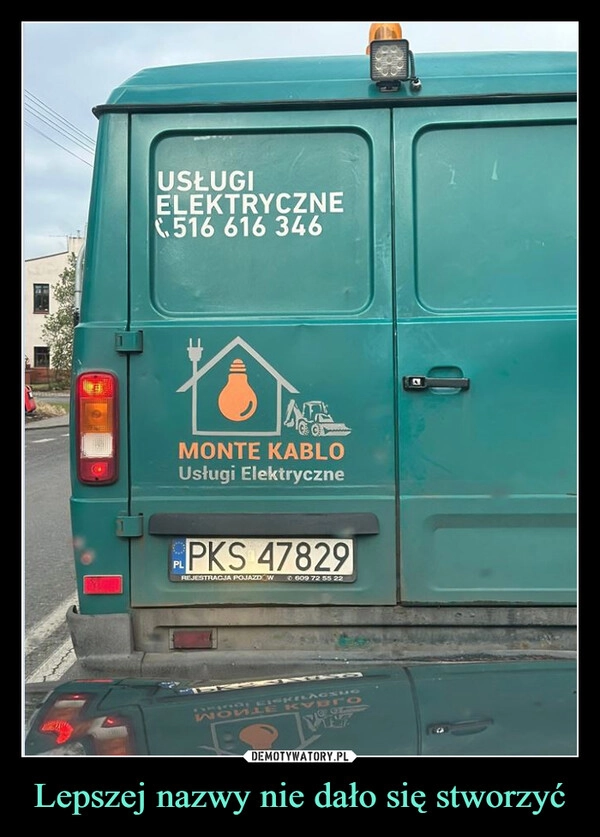 USŁUGI
ELEKTRYCZNE
516 616 346
MONTE KABLO
Usługi Elektryczne
PL PKS 47829
REJESTRACJA POJAZDÓW ✆ 609 72 55 22
MONTE KABLO
DEMOTYWATORY.PL
Lepszej nazwy nie dało się stworzyć